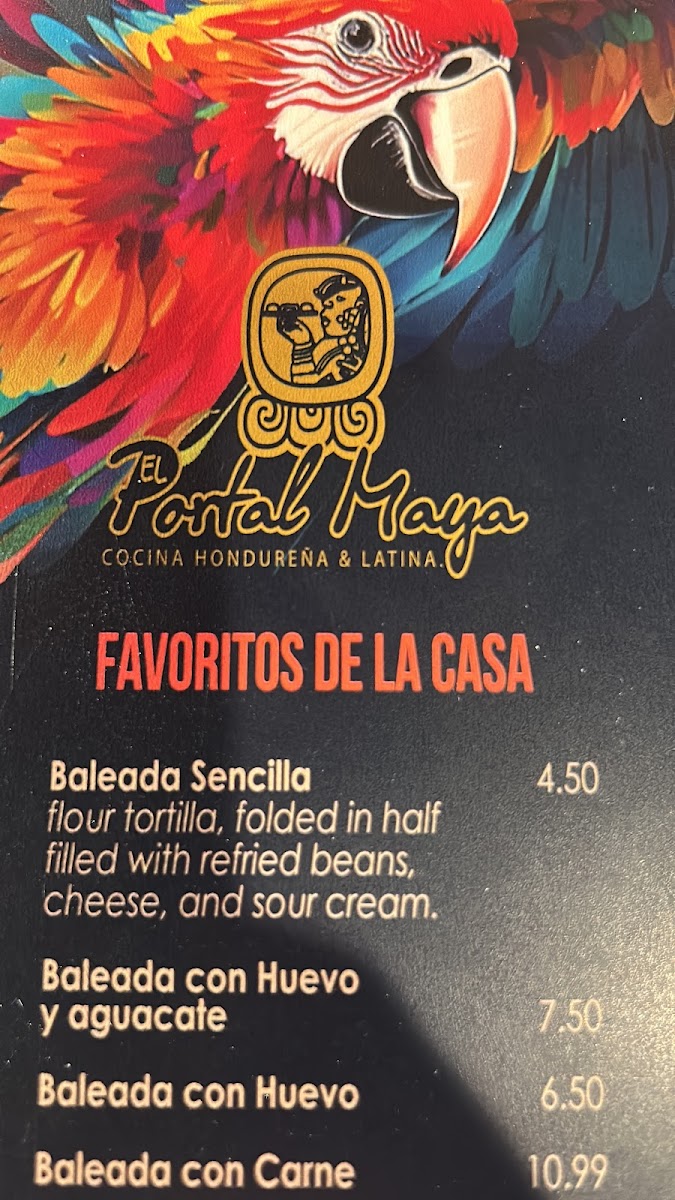 EL
Portal Maya
COCINA HONDUREÑA & LATINA.
FAVORITOS DE LA CASA
Baleada Sencilla 4.50
flour tortilla, folded in half
filled with refried beans,
cheese, and sour cream.
Baleada con Huevo
y aguacate 7.50
Baleada con Huevo 6.50
Baleada con Carne 10.99